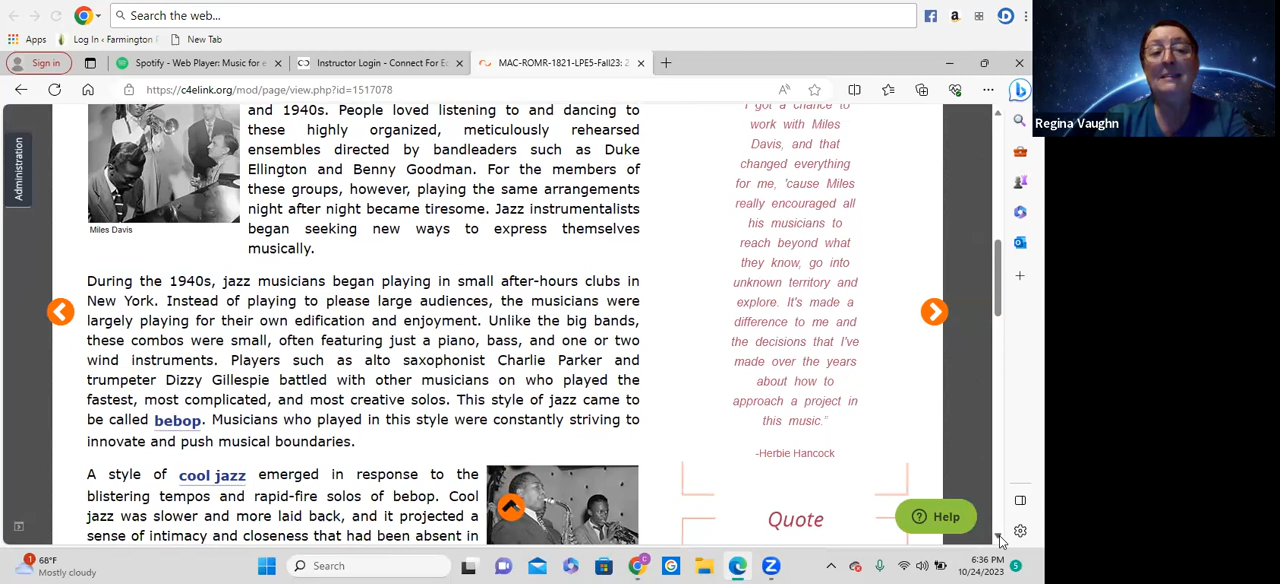 Search the web...
Apps
Log In ‹ Farmington
New Tab
Sign in
Spotify - Web Player: Music for e
Instructor Login - Connect For Ed
MAC-ROMR-1821-LPE5-Fall23: 2
https://c4elink.org/mod/page/view.php?id=1517078
Regina Vaughn
Administration
and 1940s. People loved listening to and dancing to
these highly organized, meticulously rehearsed
ensembles directed by bandleaders such as Duke
Ellington and Benny Goodman. For the members of
these groups, however, playing the same arrangements
night after night became tiresome. Jazz instrumentalists
began seeking new ways to express themselves
musically.
Miles Davis
During the 1940s, jazz musicians began playing in small after-hours clubs in
New York. Instead of playing to please large audiences, the musicians were
largely playing for their own edification and enjoyment. Unlike the big bands,
these combos were small, often featuring just a piano, bass, and one or two
wind instruments. Players such as alto saxophonist Charlie Parker and
trumpeter Dizzy Gillespie battled with other musicians on who played the
fastest, most complicated, and most creative solos. This style of jazz came to
be called bebop. Musicians who played in this style were constantly striving to
innovate and push musical boundaries.
A style of cool jazz emerged in response to the
blistering tempos and rapid-fire solos of bebop. Cool
jazz was slower and more laid back, and it projected a
sense of intimacy and closeness that had been absent in
I got a chance to
work with Miles
Davis, and that
changed everything
for me, 'cause Miles
really encouraged all
his musicians to
reach beyond what
they know, go into
unknown territory and
explore. It's made a
difference to me and
the decisions that I've
made over the years
about how to
approach a project in
this music.”
-Herbie Hancock
Quote
Help
68°F
Mostly cloudy
Search
6:36 PM
10/24/2023